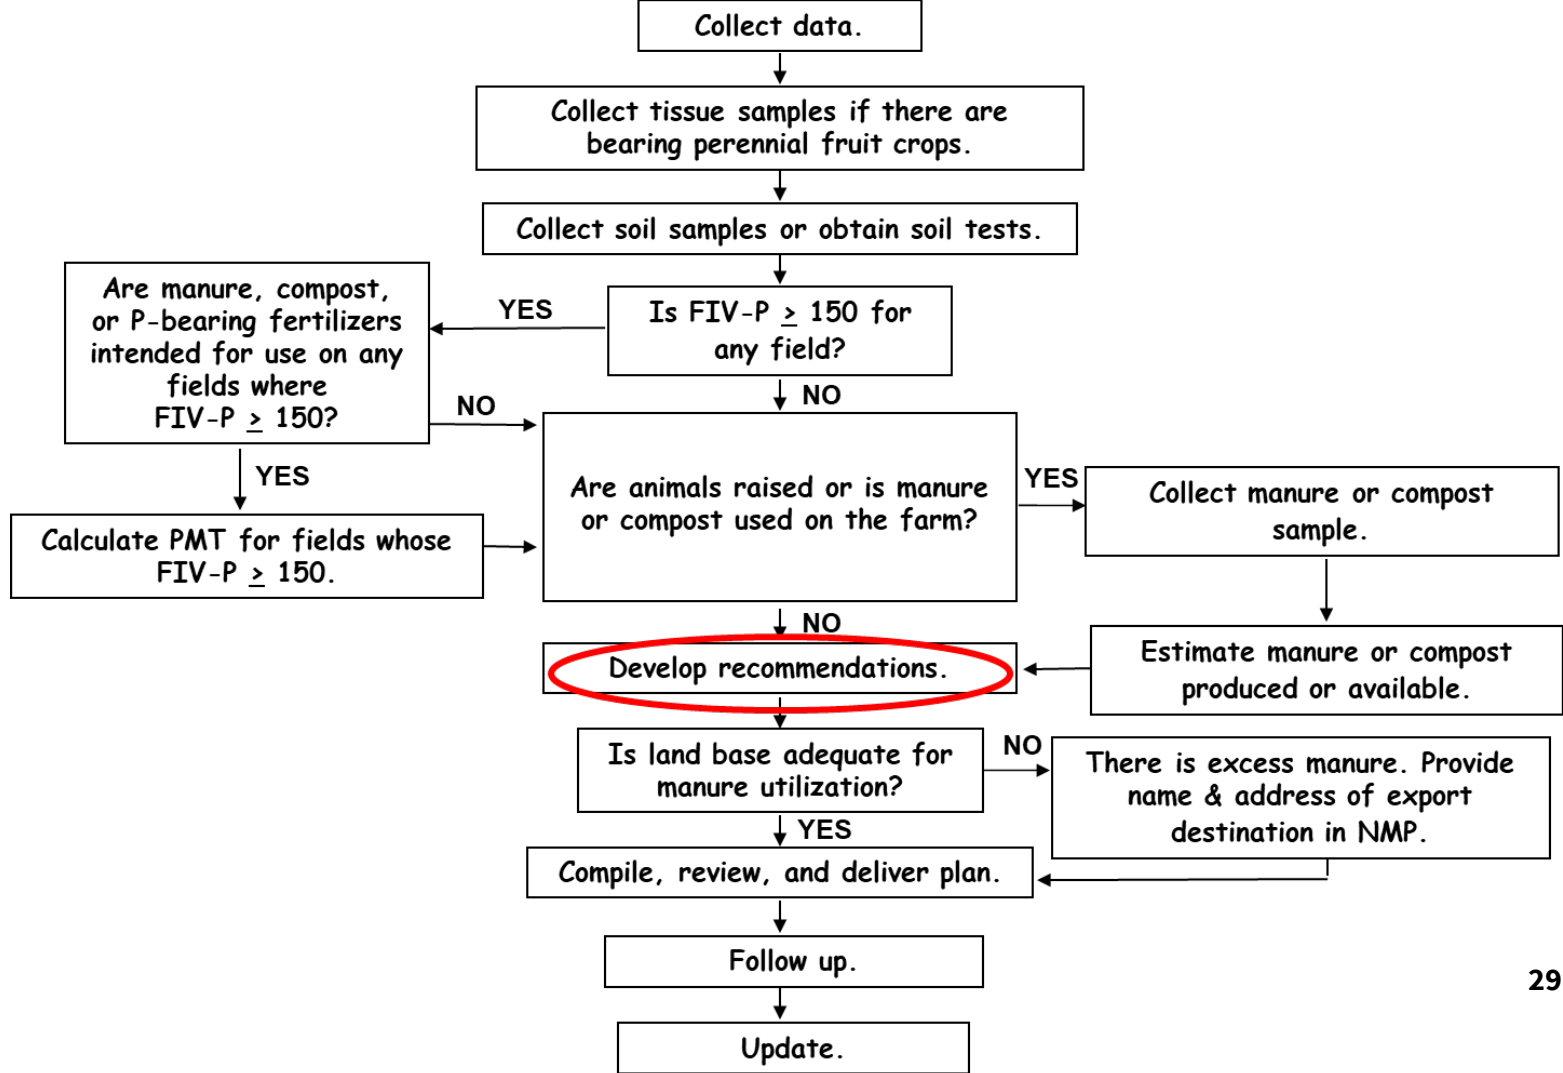 Collect data.
Collect tissue samples if there are
bearing perennial fruit crops.
Collect soil samples or obtain soil tests.
Are manure, compost,
or P-bearing fertilizers
intended for use on any
fields where
FIV-P ≥ 150?
YES
Is FIV-P ≥ 150 for
any field?
NO
NO
YES
Calculate PMT for fields whose
FIV-P ≥ 150.
Are animals raised or is manure
or compost used on the farm?
YES
Collect manure or compost
sample.
NO
Develop recommendations.
Estimate manure or compost
produced or available.
Is land base adequate for
manure utilization?
NO
There is excess manure. Provide
name & address of export
destination in NMP.
YES
Compile, review, and deliver plan.
Follow up.
29
Update.